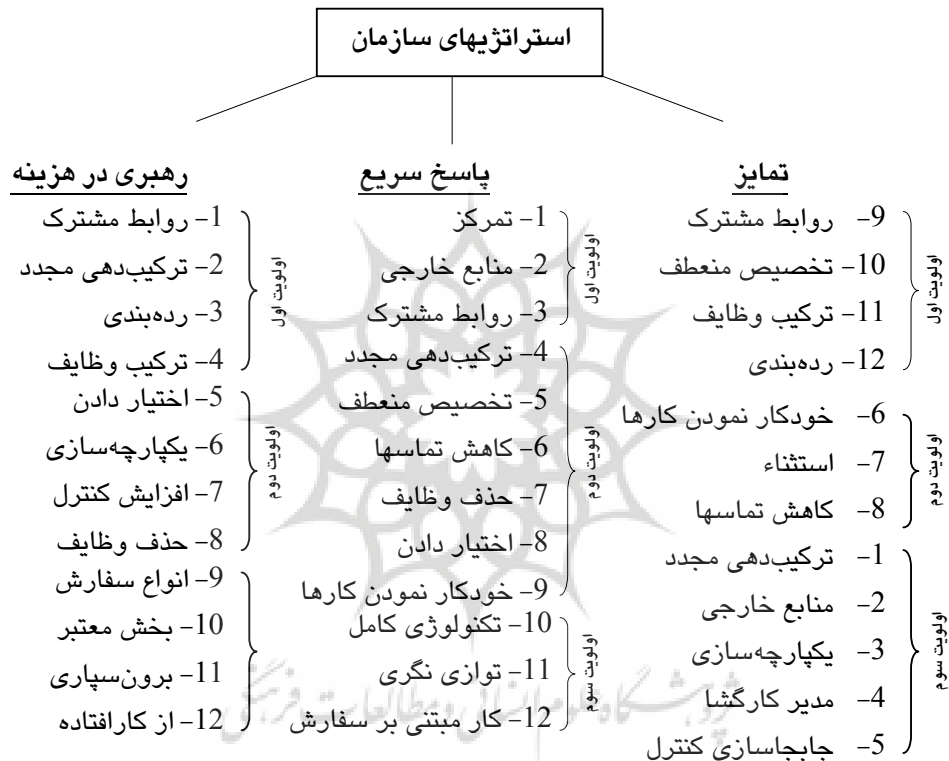 استراتژیهای سازمان
تمایز
9- روابط مشترک
10- تخصیص منعطف
11- ترکیب وظایف
12- رده‌بندی
اولویت اول
6- خودکار نمودن کارها
7- استثناء
8- کاهش تماسها
اولویت دوم
1- ترکیب‌دهی مجدد
2- منابع خارجی
3- یکپارچه‌سازی
4- مدیر کارگشا
5- جابجاسازی کنترل
اولویت سوم
پاسخ سریع
1- تمرکز
2- منابع خارجی
3- روابط مشترک
اولویت اول
4- ترکیب‌دهی مجدد
5- تخصیص منعطف
6- کاهش تماسها
7- حذف وظایف
8- اختیار دادن
9- خودکار نمودن کارها
اولویت دوم
10- تکنولوژی کامل
11- توازی نگری
12- کار مبتنی بر سفارش
اولویت سوم
رهبری در هزینه
1- روابط مشترک
2- ترکیب‌دهی مجدد
3- رده‌بندی
4- ترکیب وظایف
اولویت اول
5- اختیار دادن
6- یکپارچه‌سازی
7- افزایش کنترل
8- حذف وظایف
اولویت دوم
9- انواع سفارش
10- بخش معتبر
11- برون‌سپاری
12- از کارافتاده
پژوهشگاه علوم انسانی و مطالعات فرهنگی